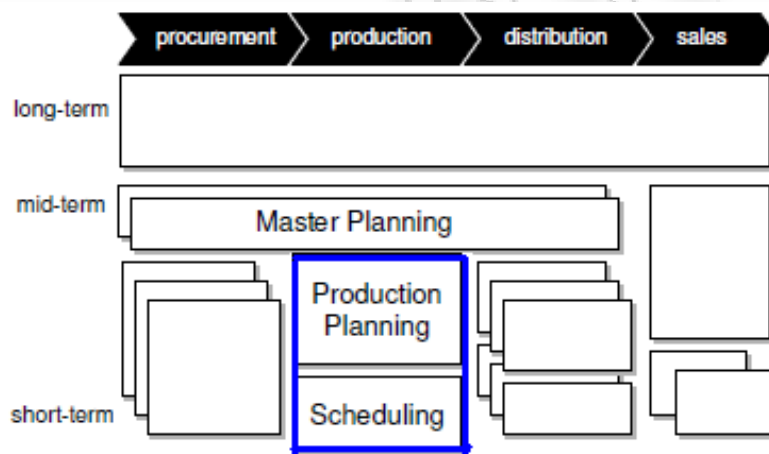 procurement production distribution sales
long-term
mid-term
Master Planning
Production
Planning
short-term
Scheduling